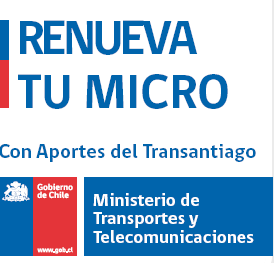 RENUEVA
TU MICRO
Con Aportes del Transantiago
Gobierno
de Chile
www.gob.cl
Ministerio de
Transportes y
Telecomunicaciones